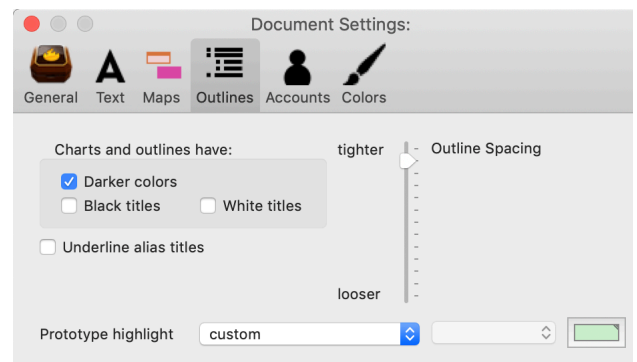 Document Settings:
General Text Maps Outlines Accounts Colors
Charts and outlines have:
tighter
Outline Spacing
Darker colors
Black titles
White titles
Underline alias titles
looser
Prototype highlight
custom